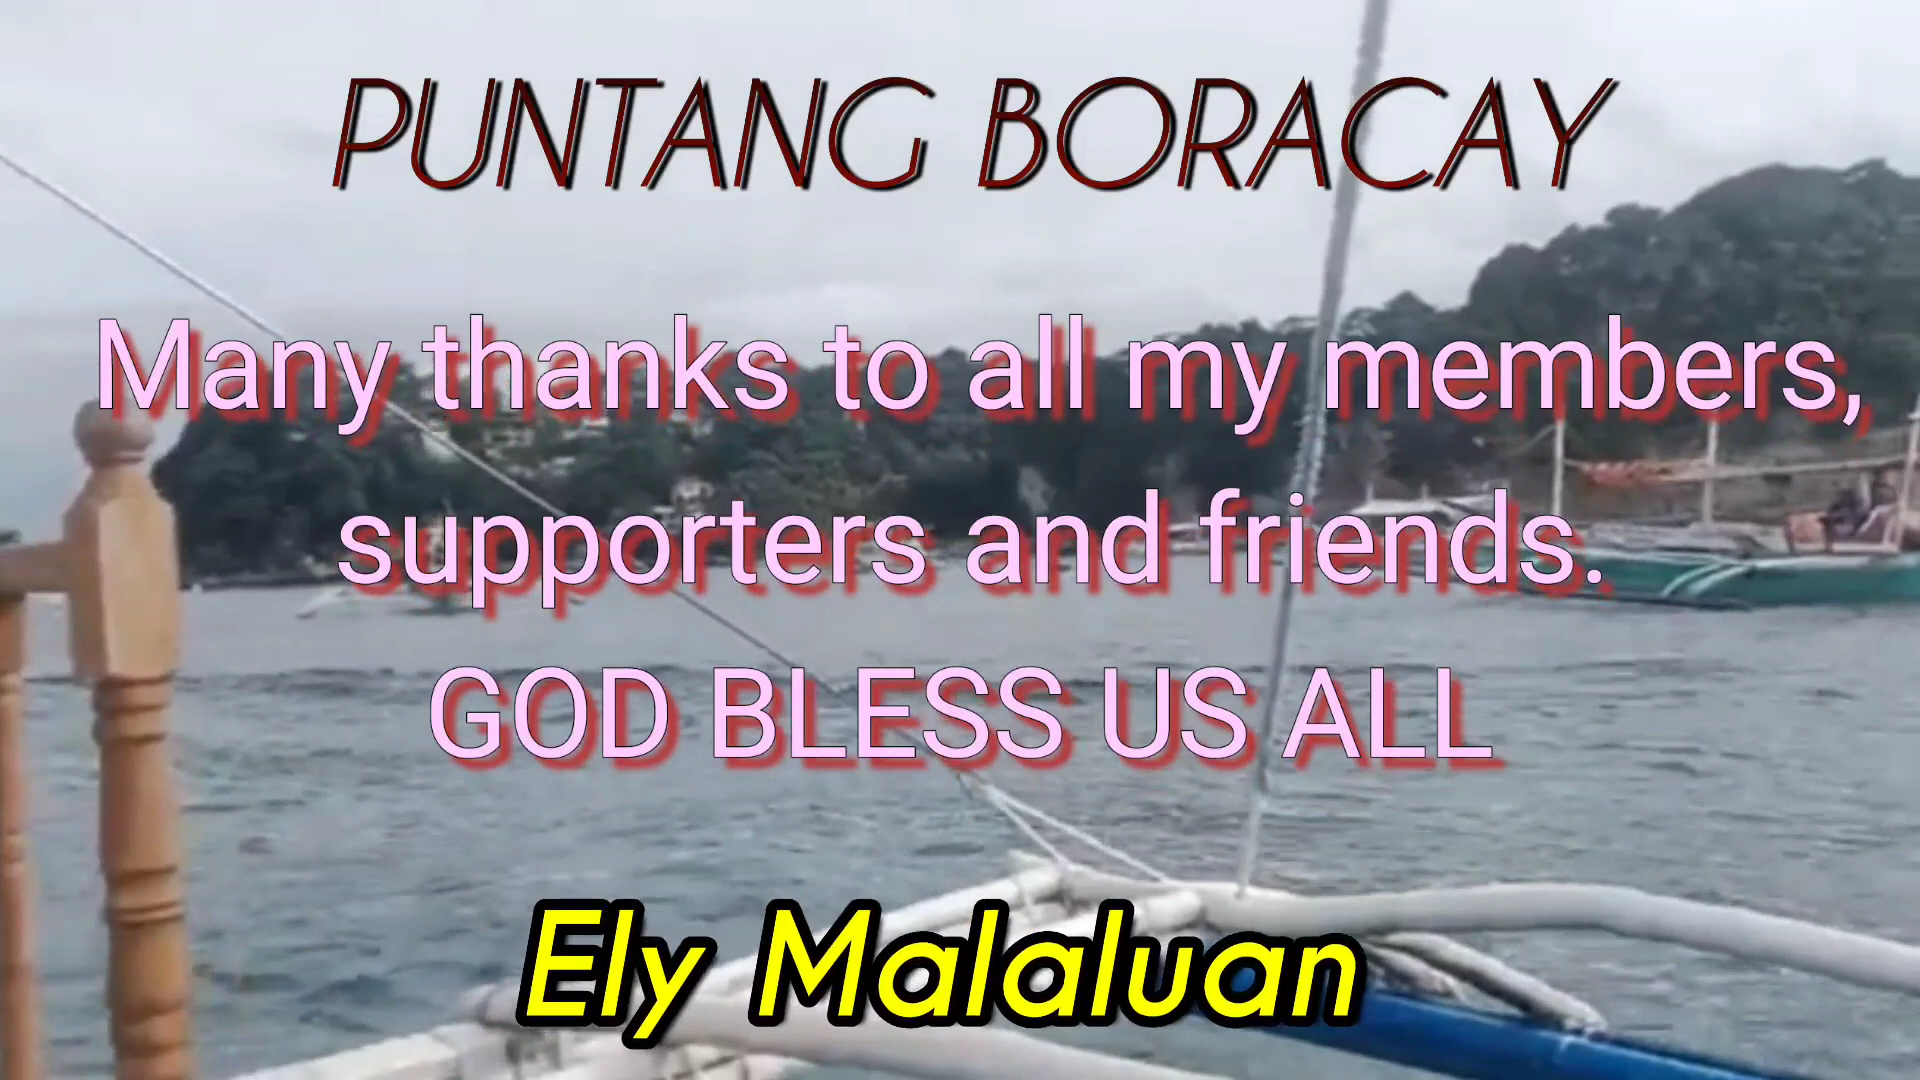 PUNTANG BORACAY
Many thanks to all my members,
supporters and friends.
GOD BLESS US ALL
Ely Malaluan